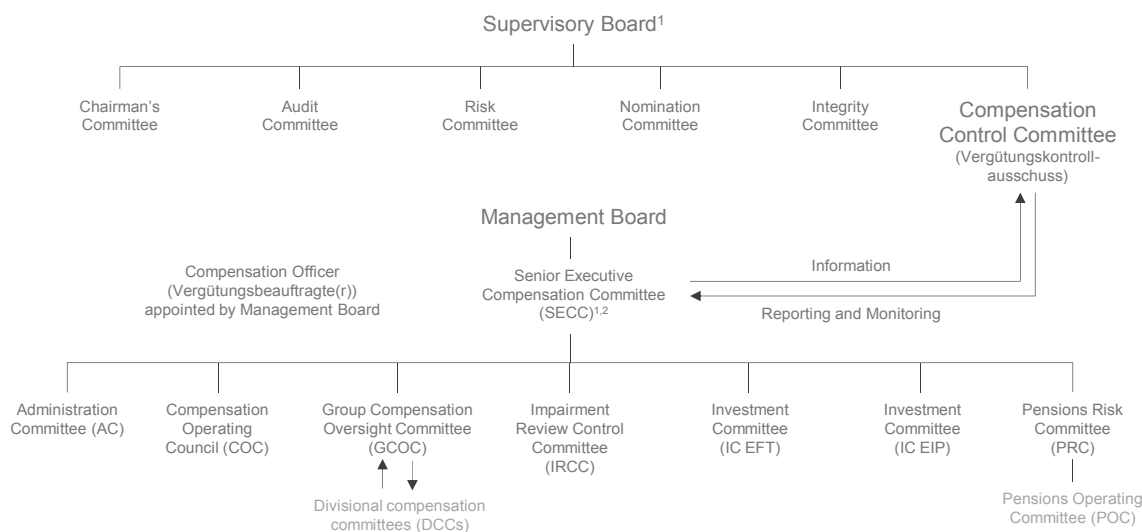 Supervisory Board¹
Chairman's
Committee
Audit
Committee
Risk
Committee
Nomination
Committee
Integrity
Committee
Compensation
Control Committee
(Vergütungskontroll-
ausschuss)
Management Board
Compensation Officer
(Vergütungsbeauftragte(r))
appointed by Management Board
Senior Executive
Compensation Committee
(SECC)¹,²
Information
Reporting and Monitoring
Administration
Committee (AC)
Compensation
Operating
Council (COC)
Group Compensation
Oversight Committee
(GCOC)
Impairment
Review Control
Committee
(IRCC)
Investment
Committee
(IC EFT)
Investment
Committee
(IC EIP)
Pensions Risk
Committee
(PRC)
Divisional compensation
committees (DCCs)
Pensions Operating
Committee (POC)